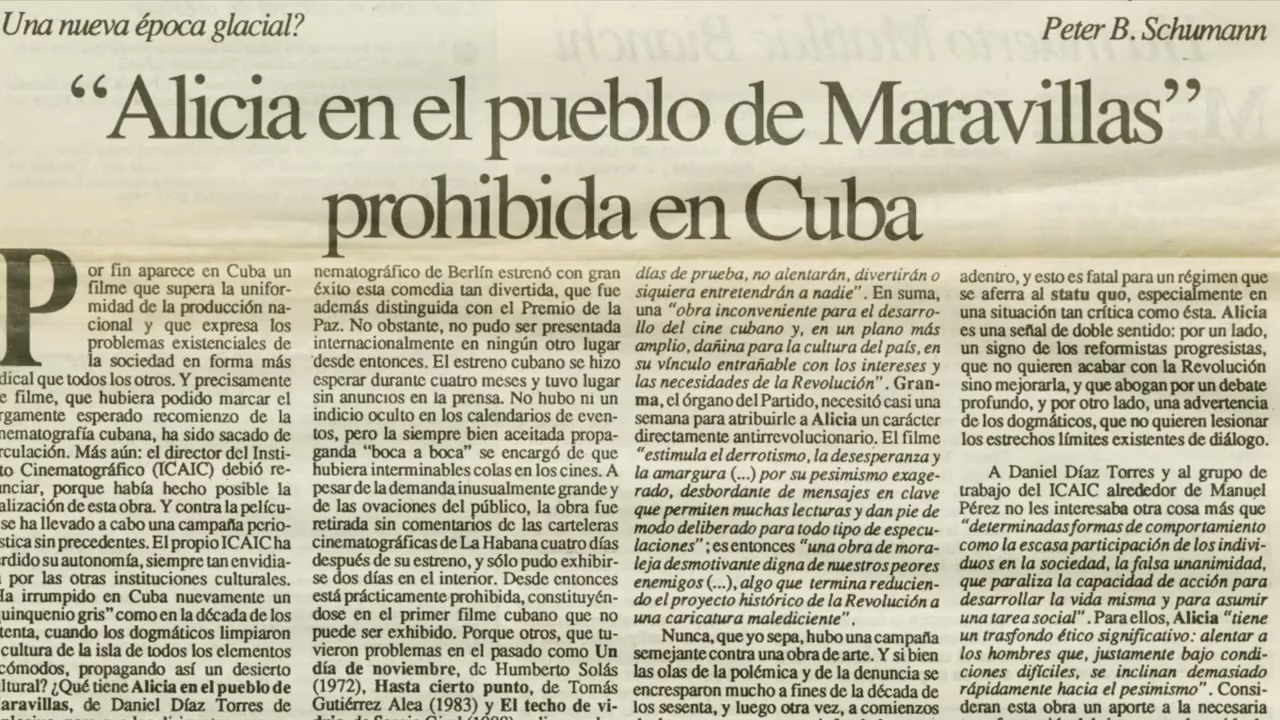 Una nueva época glacial?
Peter B. Schumann
“Alicia en el pueblo de Maravillas”
prohibida en Cuba
Por fin aparece en Cuba un
filme que supera la unifor-
midad de la producción na-
cional y que expresa los
problemas existenciales de
la sociedad en forma más
dical que todos los otros. Y precisamente
e filme, que hubiera podido marcar el
rgamente esperado recomienzo de la
nematografía cubana, ha sido sacado de
rculación. Más aún: el director del Insti-
to Cinematográfico (ICAIC) debió re-
nciar, porque había hecho posible la
alización de esta obra. Y contra la pelícu-
se ha llevado a cabo una campaña perio-
stica sin precedentes. El propio ICAIC ha
rdido su autonomía, siempre tan envidia-
por las otras instituciones culturales.
Ha irrumpido en Cuba nuevamente un
quinquenio gris” como en la década de los
tenta, cuando los dogmáticos limpiaron
cultura de la isla de todos los elementos
cómodos, propagando así un desierto
ltural? ¿Qué tiene Alicia en el pueblo de
aravillas, de Daniel Díaz Torres de
nematográfico de Berlín estrenó con gran
éxito esta comedia tan divertida, que fue
además distinguida con el Premio de la
Paz. No obstante, no pudo ser presentada
internacionalmente en ningún otro lugar
desde entonces. El estreno cubano se hizo
esperar durante cuatro meses y tuvo lugar
sin anuncios en la prensa. No hubo ni un
indicio oculto en los calendarios de even-
tos, pero la siempre bien aceitada propa-
ganda “boca a boca” se encargó de que
hubiera interminables colas en los cines. A
pesar de la demanda inusualmente grande y
de las ovaciones del público, la obra fue
retirada sin comentarios de las carteleras
cinematográficas de La Habana cuatro días
después de su estreno, y sólo pudo exhibir-
se dos días en el interior. Desde entonces
está prácticamente prohibida, constituyén-
dose en el primer filme cubano que no
puede ser exhibido. Porque otros, que tu-
vieron problemas en el pasado como Un
día de noviembre, de Humberto Solás
(1972), Hasta cierto punto, de Tomás
Gutiérrez Alea (1983) y El techo de vi-
días de prueba, no alentarán, divertirán o
siquiera entretendrán a nadie”. En suma,
una “obra inconveniente para el desarro-
llo del cine cubano y, en un plano más
amplio, dañina para la cultura del país, en
su vínculo entrañable con los intereses y
las necesidades de la Revolución”. Gran-
ma, el órgano del Partido, necesitó casi una
semana para atribuirle a Alicia un carácter
directamente antirrevolucionario. El filme
“estimula el derrotismo, la desesperanza y
la amargura (...) por su pesimismo exage-
rado, desbordante de mensajes en clave
que permiten muchas lecturas y dan pie de
modo deliberado para todo tipo de especu-
laciones”; es entonces “una obra de mora-
leja desmotivante digna de nuestros peores
enemigos (...), algo que termina reducien-
do el proyecto histórico de la Revolución a
una caricatura malediciente”.
Nunca, que yo sepa, hubo una campaña
semejante contra una obra de arte. Y si bien
las olas de la polémica y de la denuncia se
encresparon mucho a fines de la década de
los sesenta, y luego otra vez, a comienzos
adentro, y esto es fatal para un régimen que
se aferra al statu quo, especialmente en
una situación tan crítica como ésta. Alicia
es una señal de doble sentido: por un lado,
un signo de los reformistas progresistas,
que no quieren acabar con la Revolución
sino mejorarla, y que abogan por un debate
profundo, y por otro lado, una advertencia
de los dogmáticos, que no quieren lesionar
los estrechos límites existentes de diálogo.
A Daniel Díaz Torres y al grupo de
trabajo del ICAIC alrededor de Manuel
Pérez no les interesaba otra cosa más que
“determinadas formas de comportamiento
como la escasa participación de los indivi-
duos en la sociedad, la falsa unanimidad,
que paraliza la capacidad de acción para
desarrollar la vida misma y para asumir
una tarea social”. Para ellos, Alicia “tiene
un trasfondo ético significativo: alentar a
los hombres que, justamente bajo condi-
ciones difíciles, se inclinan demasiado
rápidamente hacia el pesimismo”. Consi-
deran esta obra un aporte a la necesaria